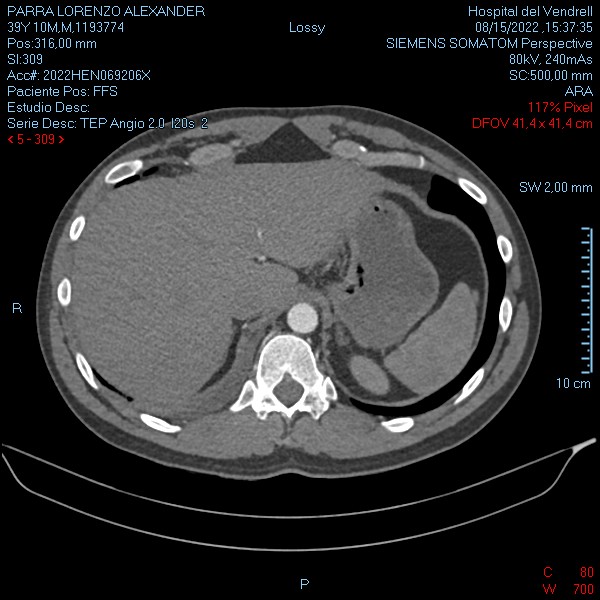 PARRA LORENZO ALEXANDER
39Y 10M,M,1193774
Pos:316,00 mm
SI:309
Acc#: 2022HEN069206X
Paciente Pos: FFS
Estudio Desc:
Serie Desc: TEP Angio 2.0 I20s 2
< 5 - 309 >
Lossy
Hospital del Vendrell
08/15/2022 ,15:37:35
SIEMENS SOMATOM Perspective
80kV, 240mAs
SC:500,00 mm
ARA
117% Pixel
DFOV 41,4 x 41,4 cm
SW 2,00 mm
R
10 cm
P
C 80
W 700